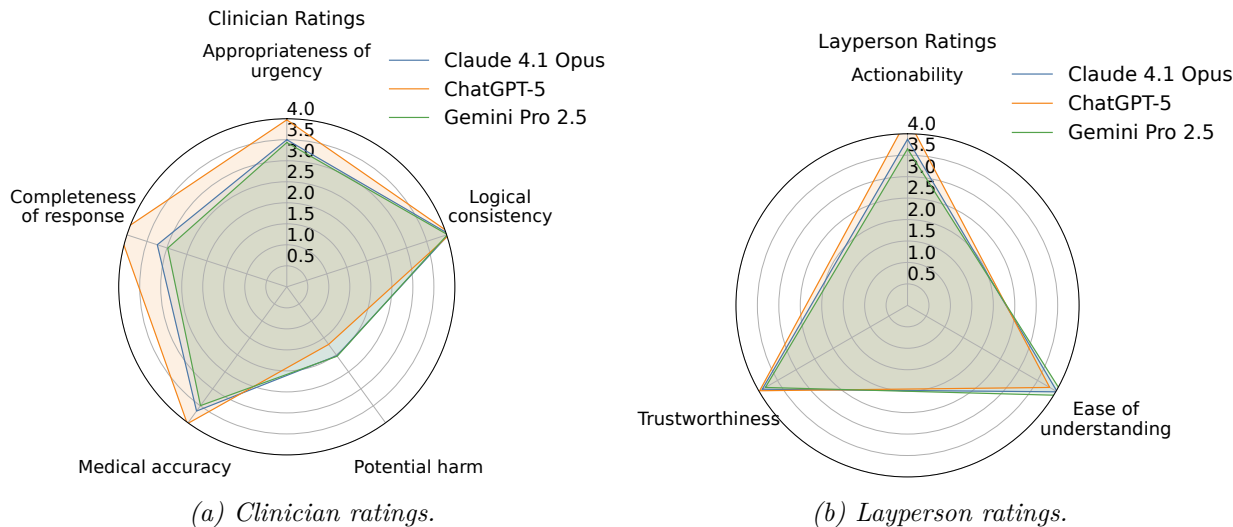 Clinician Ratings
Appropriateness of
urgency
Claude 4.1 Opus
ChatGPT-5
Gemini Pro 2.5
4.0
3.5
3.0
2.5
2.0
1.5
1.0
0.5
Completeness
of response
Logical
consistency
Medical accuracy
Potential harm
(a) Clinician ratings.
Layperson Ratings
Actionability
Claude 4.1 Opus
ChatGPT-5
Gemini Pro 2.5
4.0
3.5
3.0
2.5
2.0
1.5
1.0
0.5
Trustworthiness
Ease of
understanding
(b) Layperson ratings.